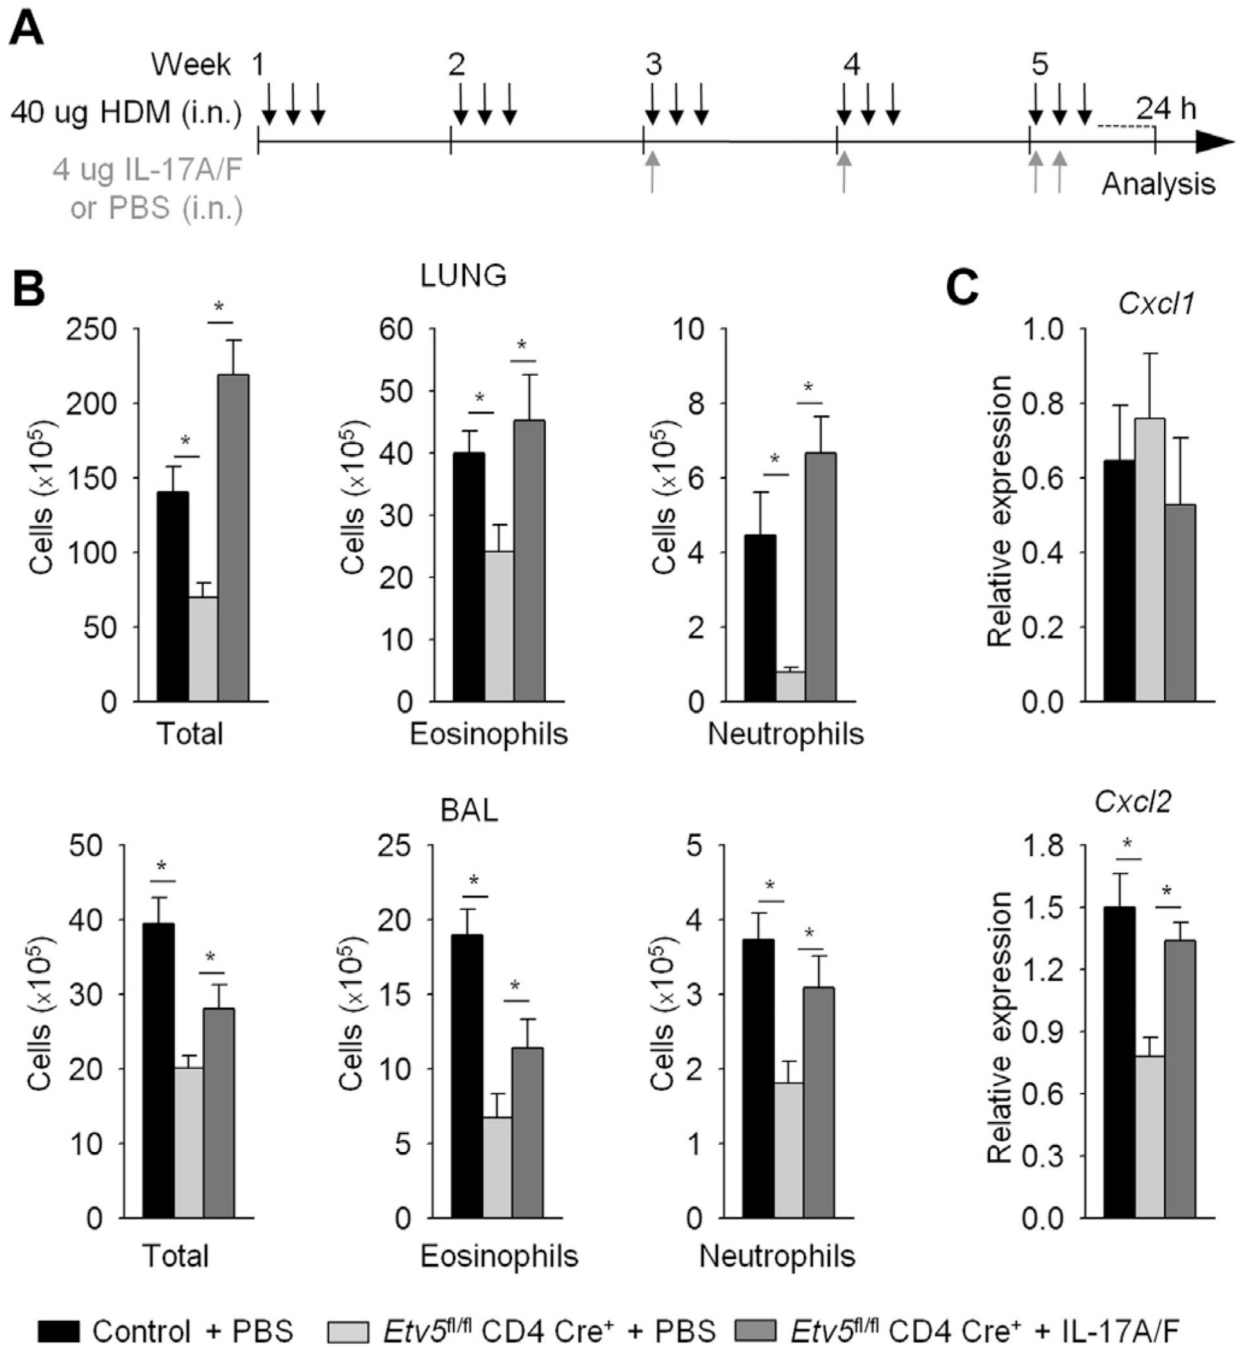 A
Week 1 2 3 4 5
40 ug HDM (i.n.)
24 h
4 ug IL-17A/F
or PBS (i.n.)
Analysis
B
LUNG
250
200
150
100
50
0
Cells (x10⁵)
* *
Total
60
50
40
30
20
10
0
Cells (x10⁵)
* *
Eosinophils
10
8
6
4
2
0
Cells (x10⁵)
* *
Neutrophils
C
Cxcl1
1.0
0.8
0.6
0.4
0.2
0.0
Relative expression
BAL
50
40
30
20
10
0
Cells (x10⁵)
* *
Total
25
20
15
10
5
0
Cells (x10⁵)
* *
Eosinophils
5
4
3
2
1
0
Cells (x10⁵)
* *
Neutrophils
Cxcl2
1.8
1.5
1.2
0.9
0.6
0.3
0.0
Relative expression
* *
Control + PBS
Etv5fl/fl CD4 Cre⁺ + PBS
Etv5fl/fl CD4 Cre⁺ + IL-17A/F